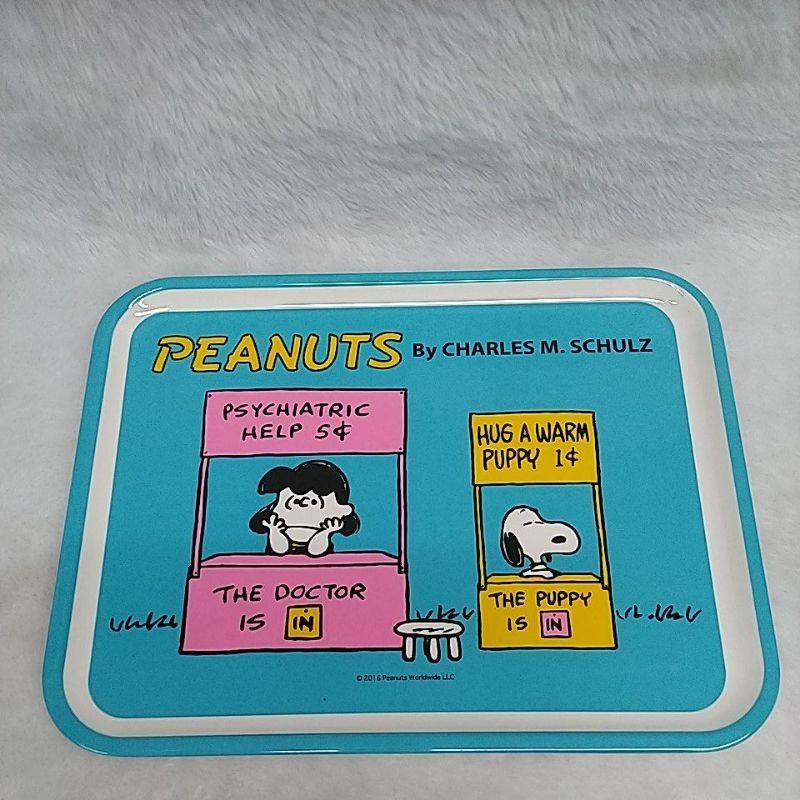 PEANUTS By CHARLES M. SCHULZ
PSYCHIATRIC
HELP 5¢
HUG A WARM
PUPPY 1¢
THE DOCTOR
IS IN
THE PUPPY
IS IN
© 2016 Peanuts Worldwide LLC